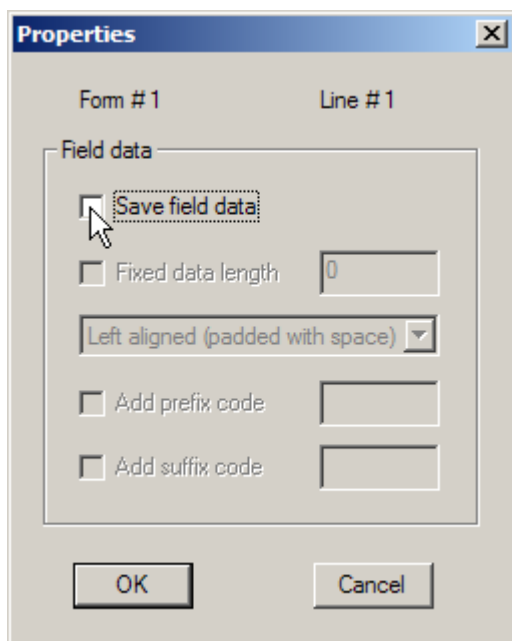 Properties
Form # 1 Line # 1
Field data
Save field data
Fixed data length 0
Left aligned (padded with space)
Add prefix code
Add suffix code
OK Cancel